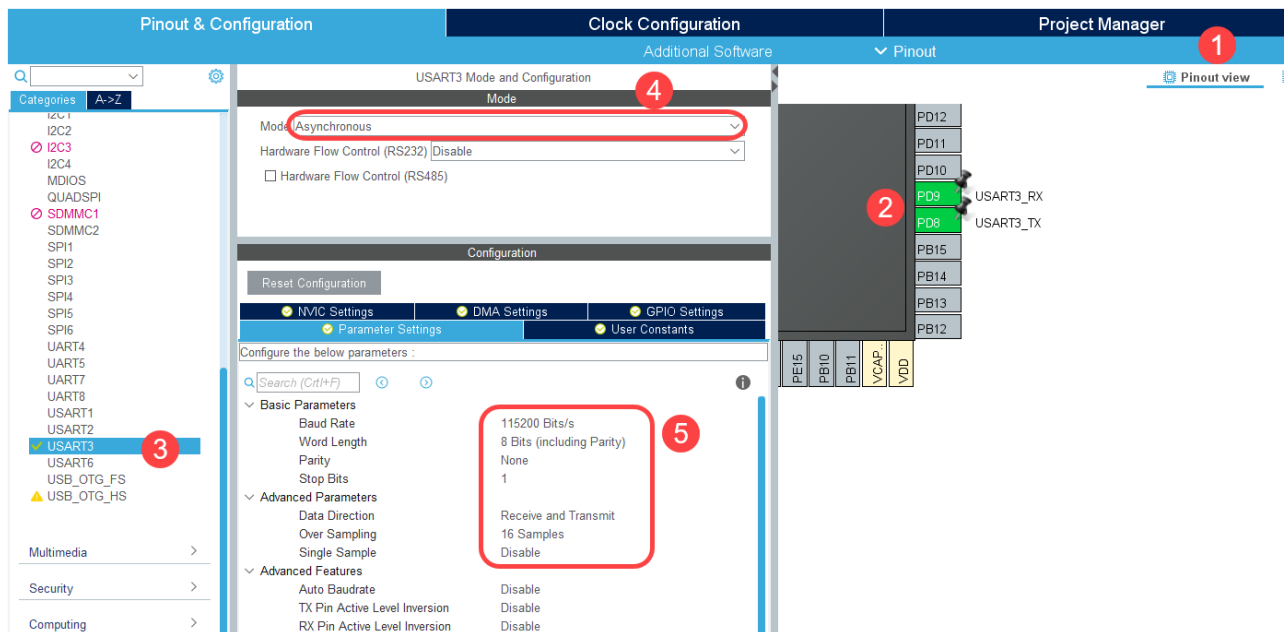 Pinout & Configuration
Clock Configuration
Project Manager
Additional Software
Pinout
1
Categories
A->Z
I2C1
I2C2
I2C3
I2C4
MDIOS
QUADSPI
SDMMC1
SDMMC2
SPI1
SPI2
SPI3
SPI4
SPI5
SPI6
UART4
UART5
UART7
UART8
USART1
USART2
USART3
3
USART6
USB_OTG_FS
USB_OTG_HS
Multimedia
Security
Computing
USART3 Mode and Configuration
4
Mode
Mode Asynchronous
Hardware Flow Control (RS232) Disable
Hardware Flow Control (RS485)
Configuration
Reset Configuration
NVIC Settings
DMA Settings
GPIO Settings
Parameter Settings
User Constants
Configure the below parameters :
Search (Crtl+F)
Basic Parameters
Baud Rate 115200 Bits/s
Word Length 8 Bits (including Parity)
Parity None
Stop Bits 1
5
Advanced Parameters
Data Direction Receive and Transmit
Over Sampling 16 Samples
Single Sample Disable
Advanced Features
Auto Baudrate Disable
TX Pin Active Level Inversion Disable
RX Pin Active Level Inversion Disable
Pinout view
PD12
PD11
PD10
PD9 USART3_RX
2
PD8 USART3_TX
PB15
PB14
PB13
PB12
PE15
PB10
PB11
VCAP..
VDD